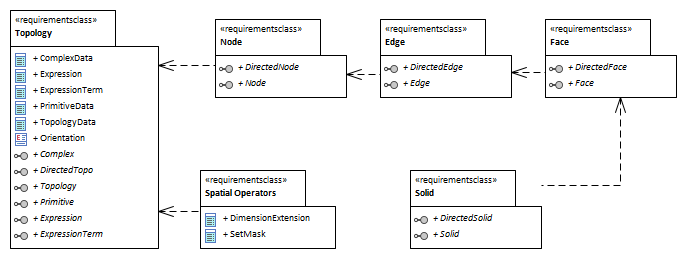 «requirementsclass»
Topology
+ ComplexData
+ Expression
+ ExpressionTerm
+ PrimitiveData
+ TopologyData
+ Orientation
+ Complex
+ DirectedTopo
+ Topology
+ Primitive
+ Expression
+ ExpressionTerm
«requirementsclass»
Node
+ DirectedNode
+ Node
«requirementsclass»
Edge
+ DirectedEdge
+ Edge
«requirementsclass»
Face
+ DirectedFace
+ Face
«requirementsclass»
Spatial Operators
+ DimensionExtension
+ SetMask
«requirementsclass»
Solid
+ DirectedSolid
+ Solid